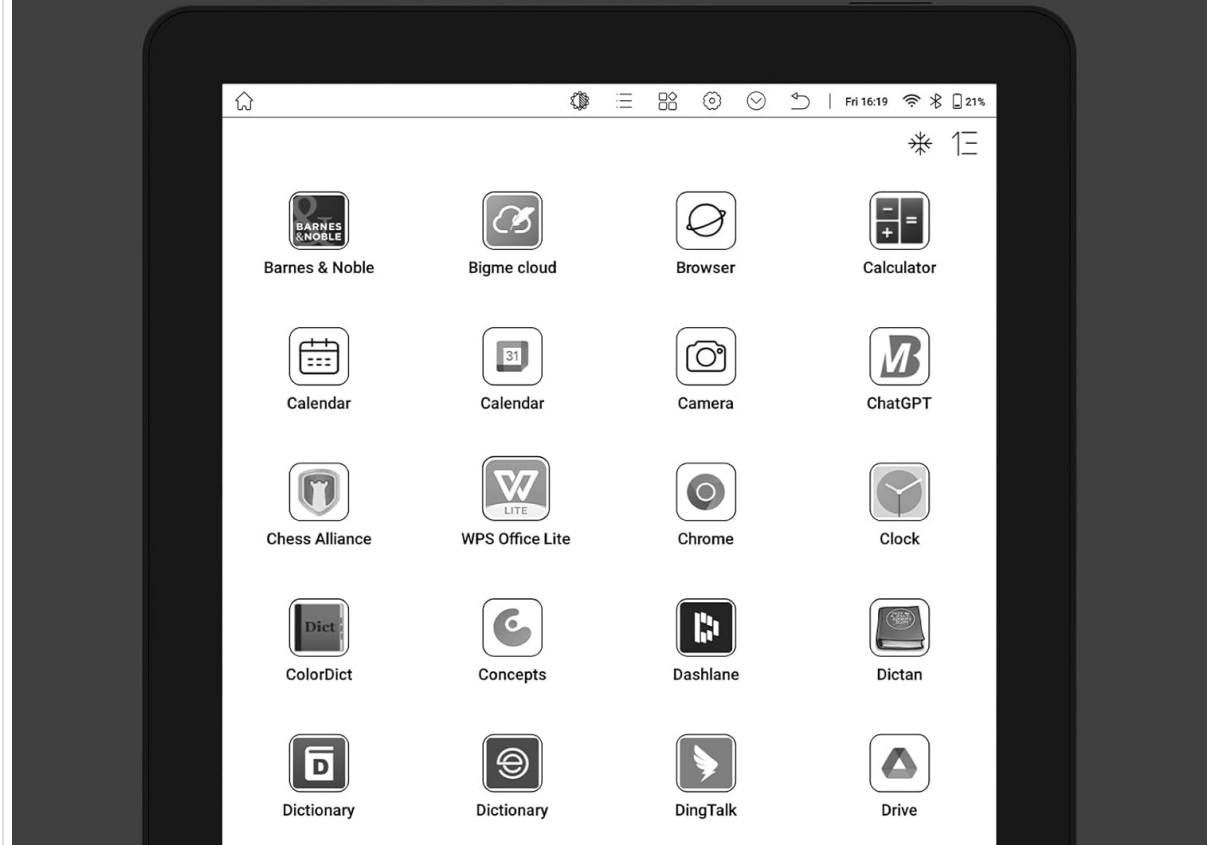 Fri 16:19 21%
BARNES
&NOBLE
Barnes & Noble Bigme cloud Browser Calculator
31
Calendar Calendar Camera ChatGPT
LITE
Chess Alliance WPS Office Lite Chrome Clock
Dict
ColorDict Concepts Dashlane Dictan
D
Dictionary Dictionary DingTalk Drive